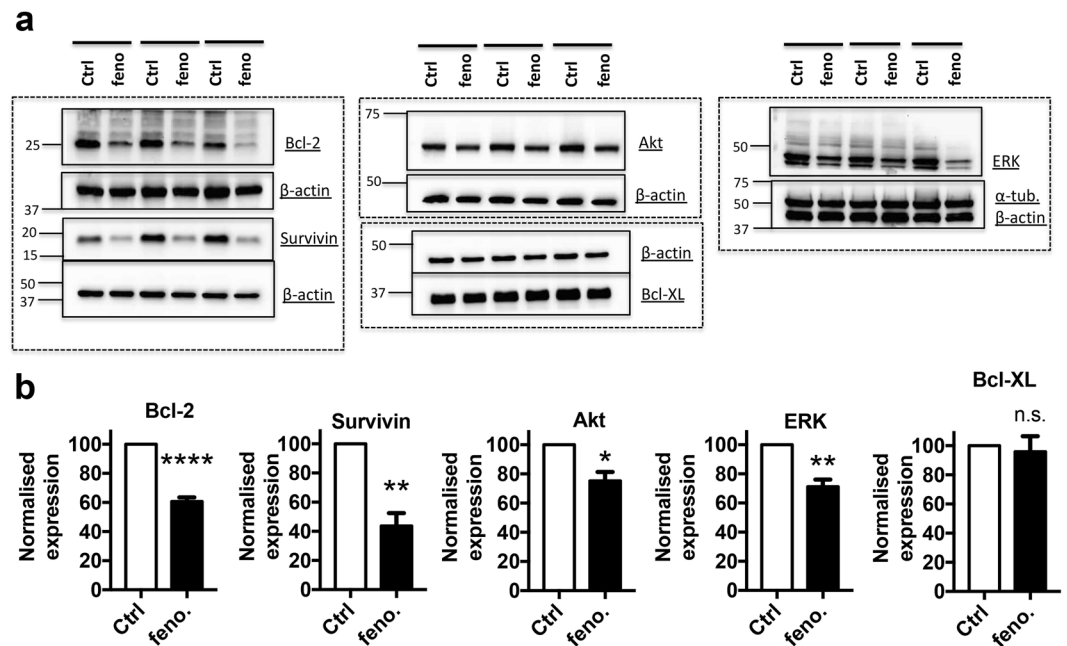 a
Ctrl feno Ctrl feno Ctrl feno
25 Bcl-2
β-actin
37
20 Survivin
15
50 β-actin
37
Ctrl feno Ctrl feno Ctrl feno
75
Akt
50 β-actin
50 β-actin
37 Bcl-XL
Ctrl feno Ctrl feno Ctrl feno
50
ERK
75
α-tub.
50
β-actin
37
b
Bcl-2
Normalised
expression
100
80
60
40
20
0
****
Ctrl feno.
Survivin
Normalised
expression
100
80
60
40
20
0
**
Ctrl feno.
Akt
Normalised
expression
100
80
60
40
20
0
*
Ctrl feno.
ERK
Normalised
expression
100
80
60
40
20
0
**
Ctrl feno.
Bcl-XL
n.s.
Normalised
expression
100
80
60
40
20
0
Ctrl feno.